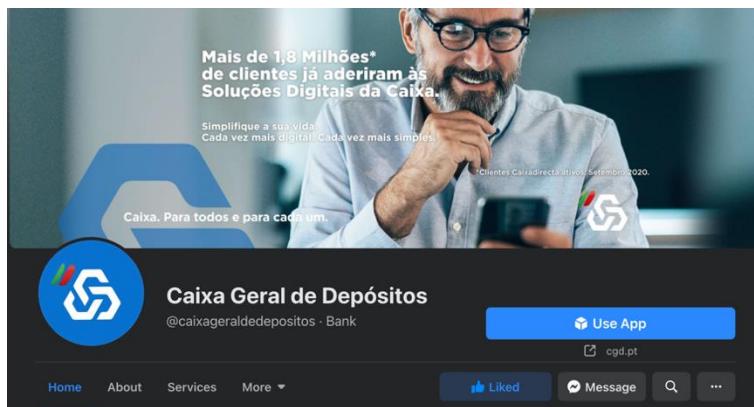 Mais de 1,8 Milhões*
de clientes já aderiram às
Soluções Digitais da Caixa.
Simplifique a sua vida.
Cada vez mais digital. Cada vez mais simples.
*Clientes Caixadirecta ativos, Setembro 2020.
Caixa. Para todos e para cada um.
Caixa Geral de Depósitos
@caixageraldedepositos · Bank
Use App
cgd.pt
Home About Services More
Liked Message